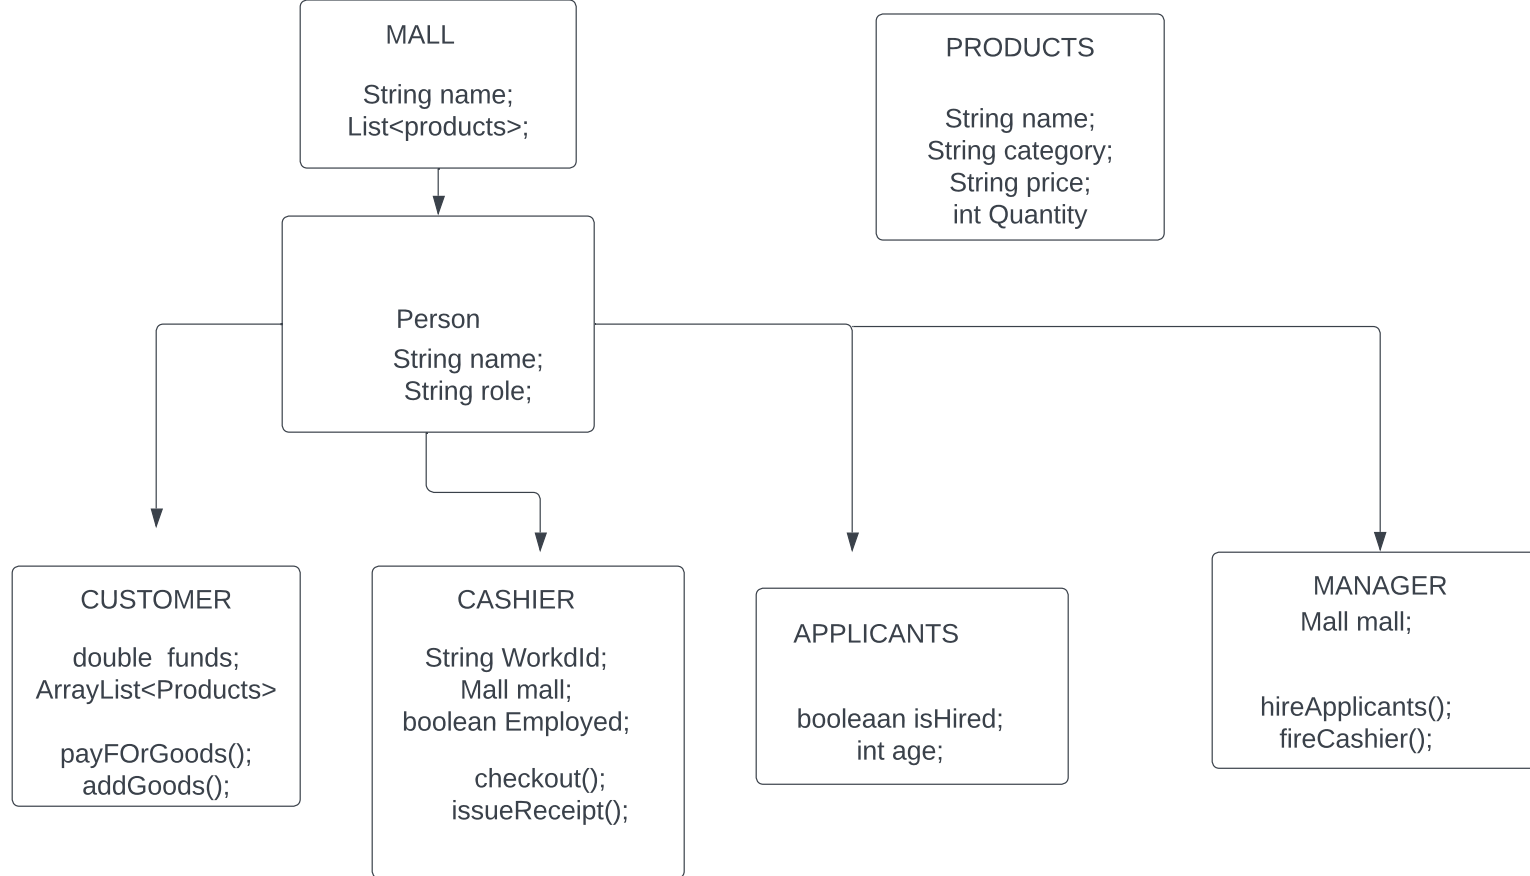 MALL
String name;
List<products>;
PRODUCTS
String name;
String category;
String price;
int Quantity
Person
String name;
String role;
CUSTOMER
double  funds;
ArrayList<Products>
payFOrGoods();
addGoods();
CASHIER
String WorkdId;
Mall mall;
boolean Employed;
checkout();
issueReceipt();
APPLICANTS
booleaan isHired;
int age;
MANAGER
Mall mall;
hireApplicants();
fireCashier();